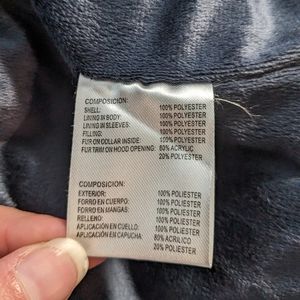 COMPOSICION:
SHELL: 100% POLYESTER
LINING IN BODY: 100% POLYESTER
LINING IN SLEEVES: 100% POLYESTER
FILLING: 100% POLYESTER
FUR ON COLLAR INSIDE: 100% POLYESTER
FUR TRIM ON HOOD OPENING: 80% ACRYLIC
20% POLYESTER
COMPOSICION:
EXTERIOR: 100% POLIESTER
FORRO EN CUERPO: 100% POLIESTER
FORRO EN MANGAS: 100% POLIESTER
RELLENO: 100% POLIESTER
APLICACIÓN EN CUELLO: 100% POLIESTER
APLICACIÓN EN CAPUCHA: 80% ACRILICO
20% POLIESTER